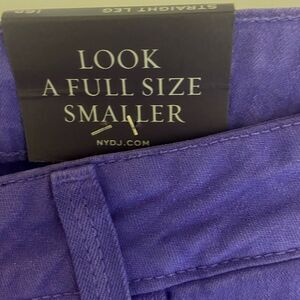 STRAIGHT LEG
LOOK
A FULL SIZE
SMALLER
NYDJ.COM